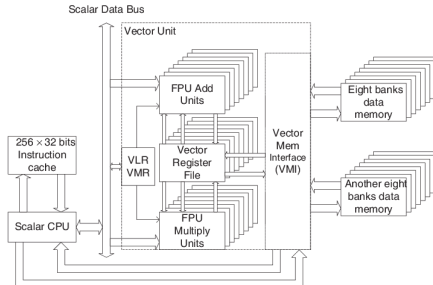 Scalar Data Bus
Vector Unit
FPU Add
Units
Eight banks
data
memory
256 × 32 bits
Instruction
cache
VLR
VMR
Vector
Register
File
Vector
Mem
Interface
(VMI)
Another eight
banks data
memory
Scalar CPU
FPU
Multiply
Units